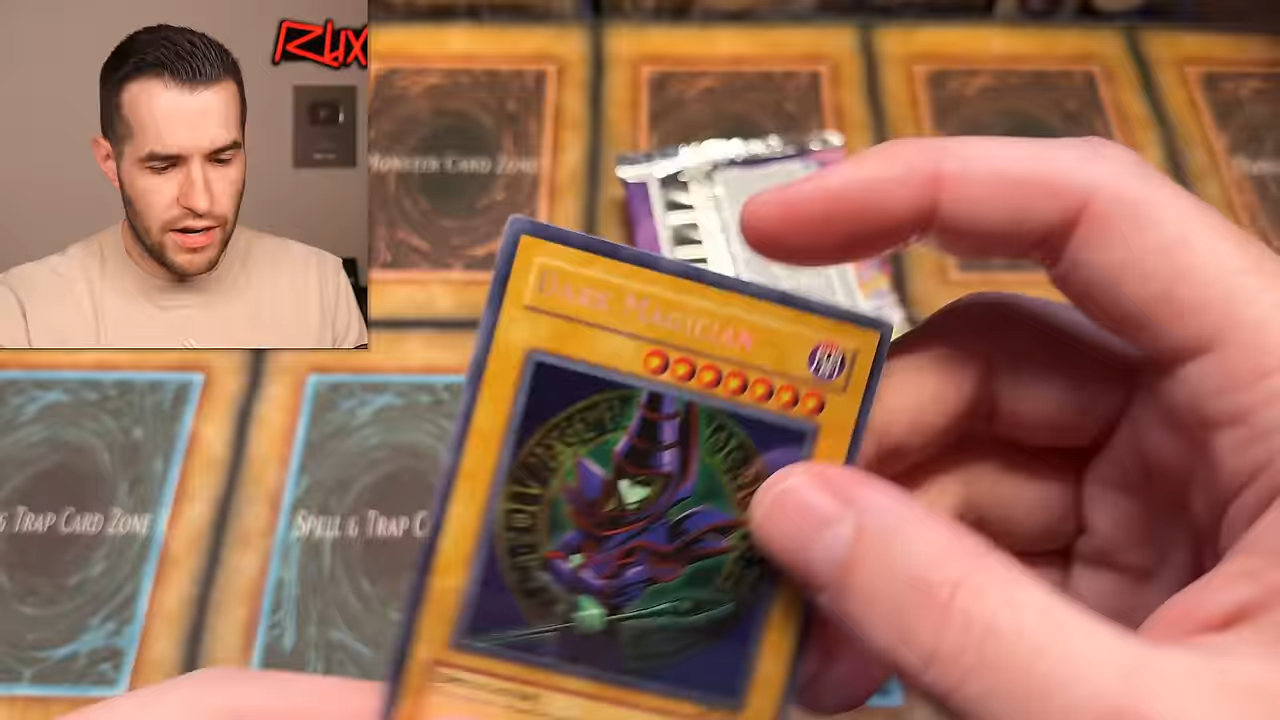 RUX
MONSTER CARD ZONE
DARK MAGICIAN
G TRAP CARD ZONE
SPELL & TRAP C